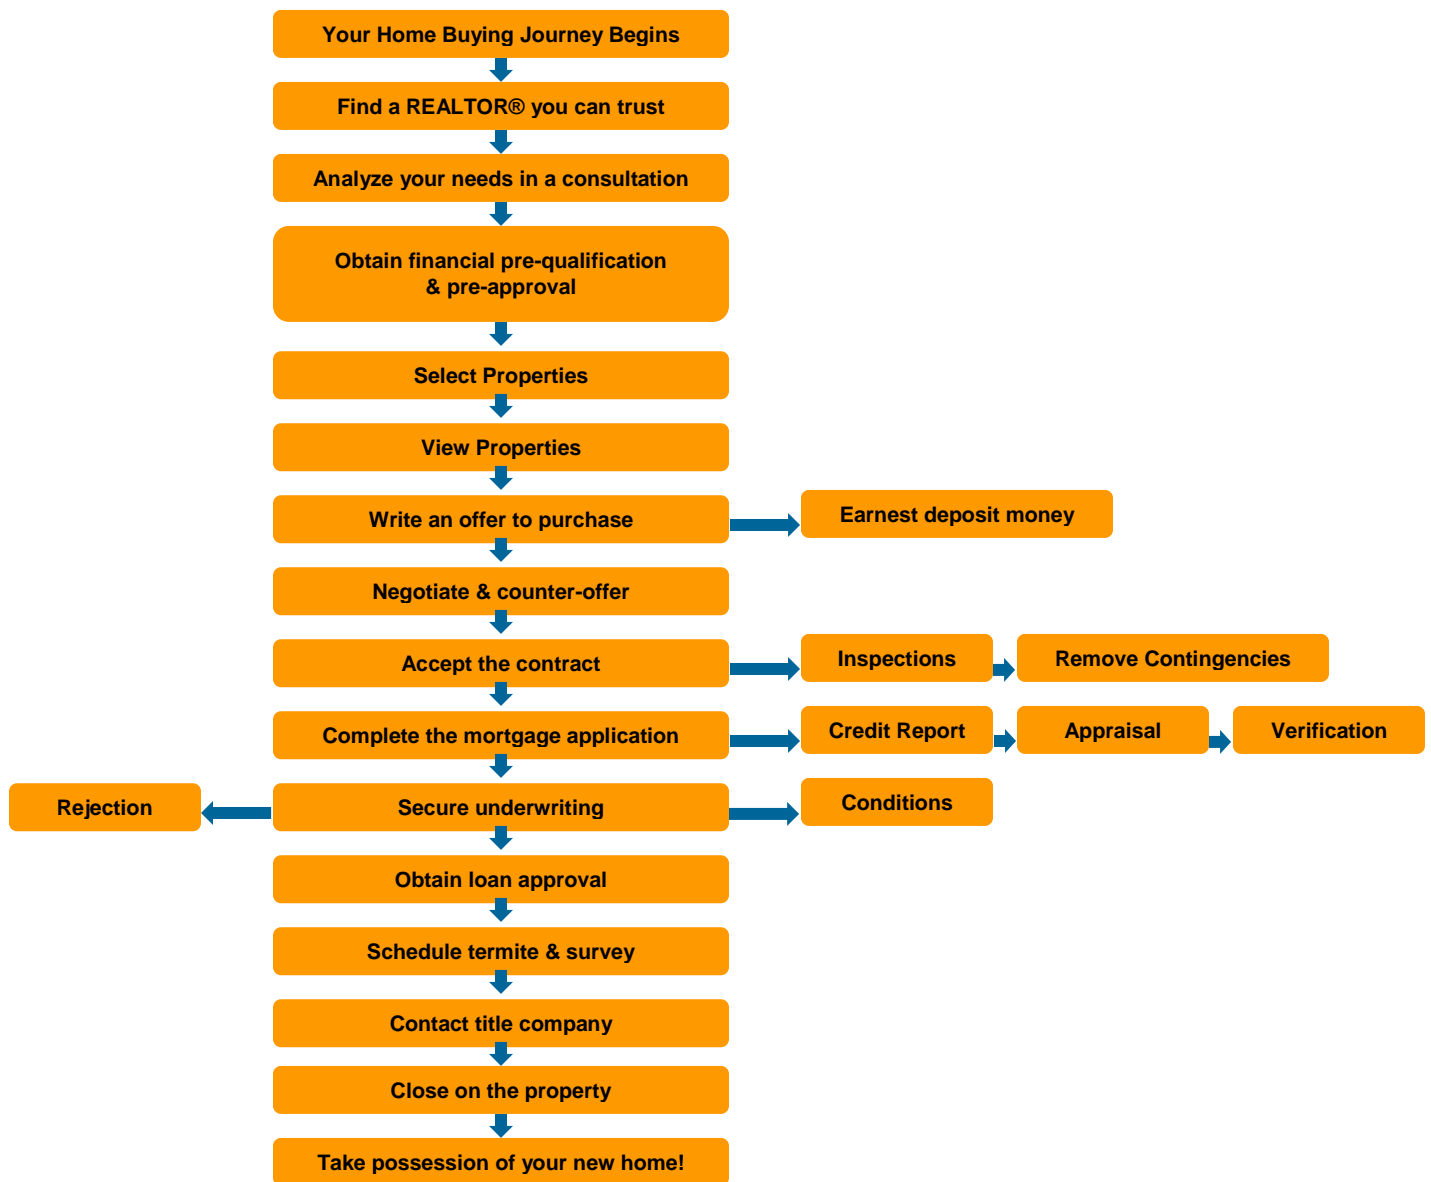 Your Home Buying Journey Begins
Find a REALTOR® you can trust
Analyze your needs in a consultation
Obtain financial pre-qualification
& pre-approval
Select Properties
View Properties
Write an offer to purchase
Earnest deposit money
Negotiate & counter-offer
Accept the contract
Inspections
Remove Contingencies
Complete the mortgage application
Credit Report
Appraisal
Verification
Rejection
Secure underwriting
Conditions
Obtain loan approval
Schedule termite & survey
Contact title company
Close on the property
Take possession of your new home!